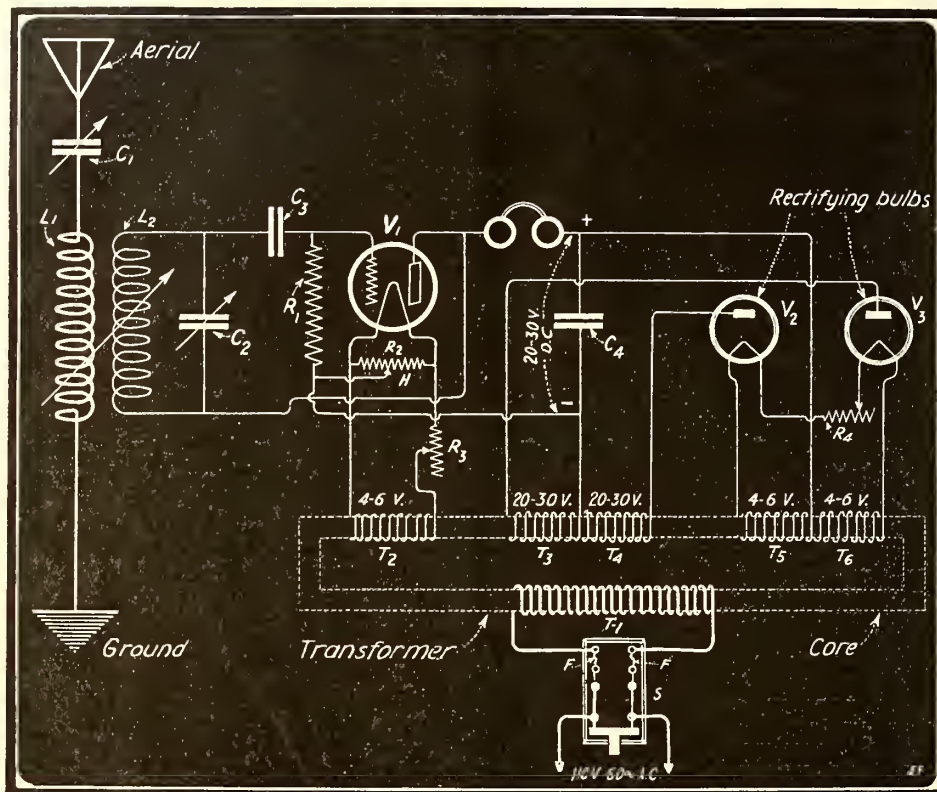 Aerial
C1
L1
L2
C3
V1
+
Rectifying bulbs
R1
C2
20-30 V.
D.C
C4
V2
V3
R2
H
-
R3
R4
4-6 V.
20-30 V.
20-30 V.
4-6 V.
4-6 V.
T2
T3
T4
T5
T6
T-1
Ground
Transformer
Core
F
F
S
110V 60~ A.C